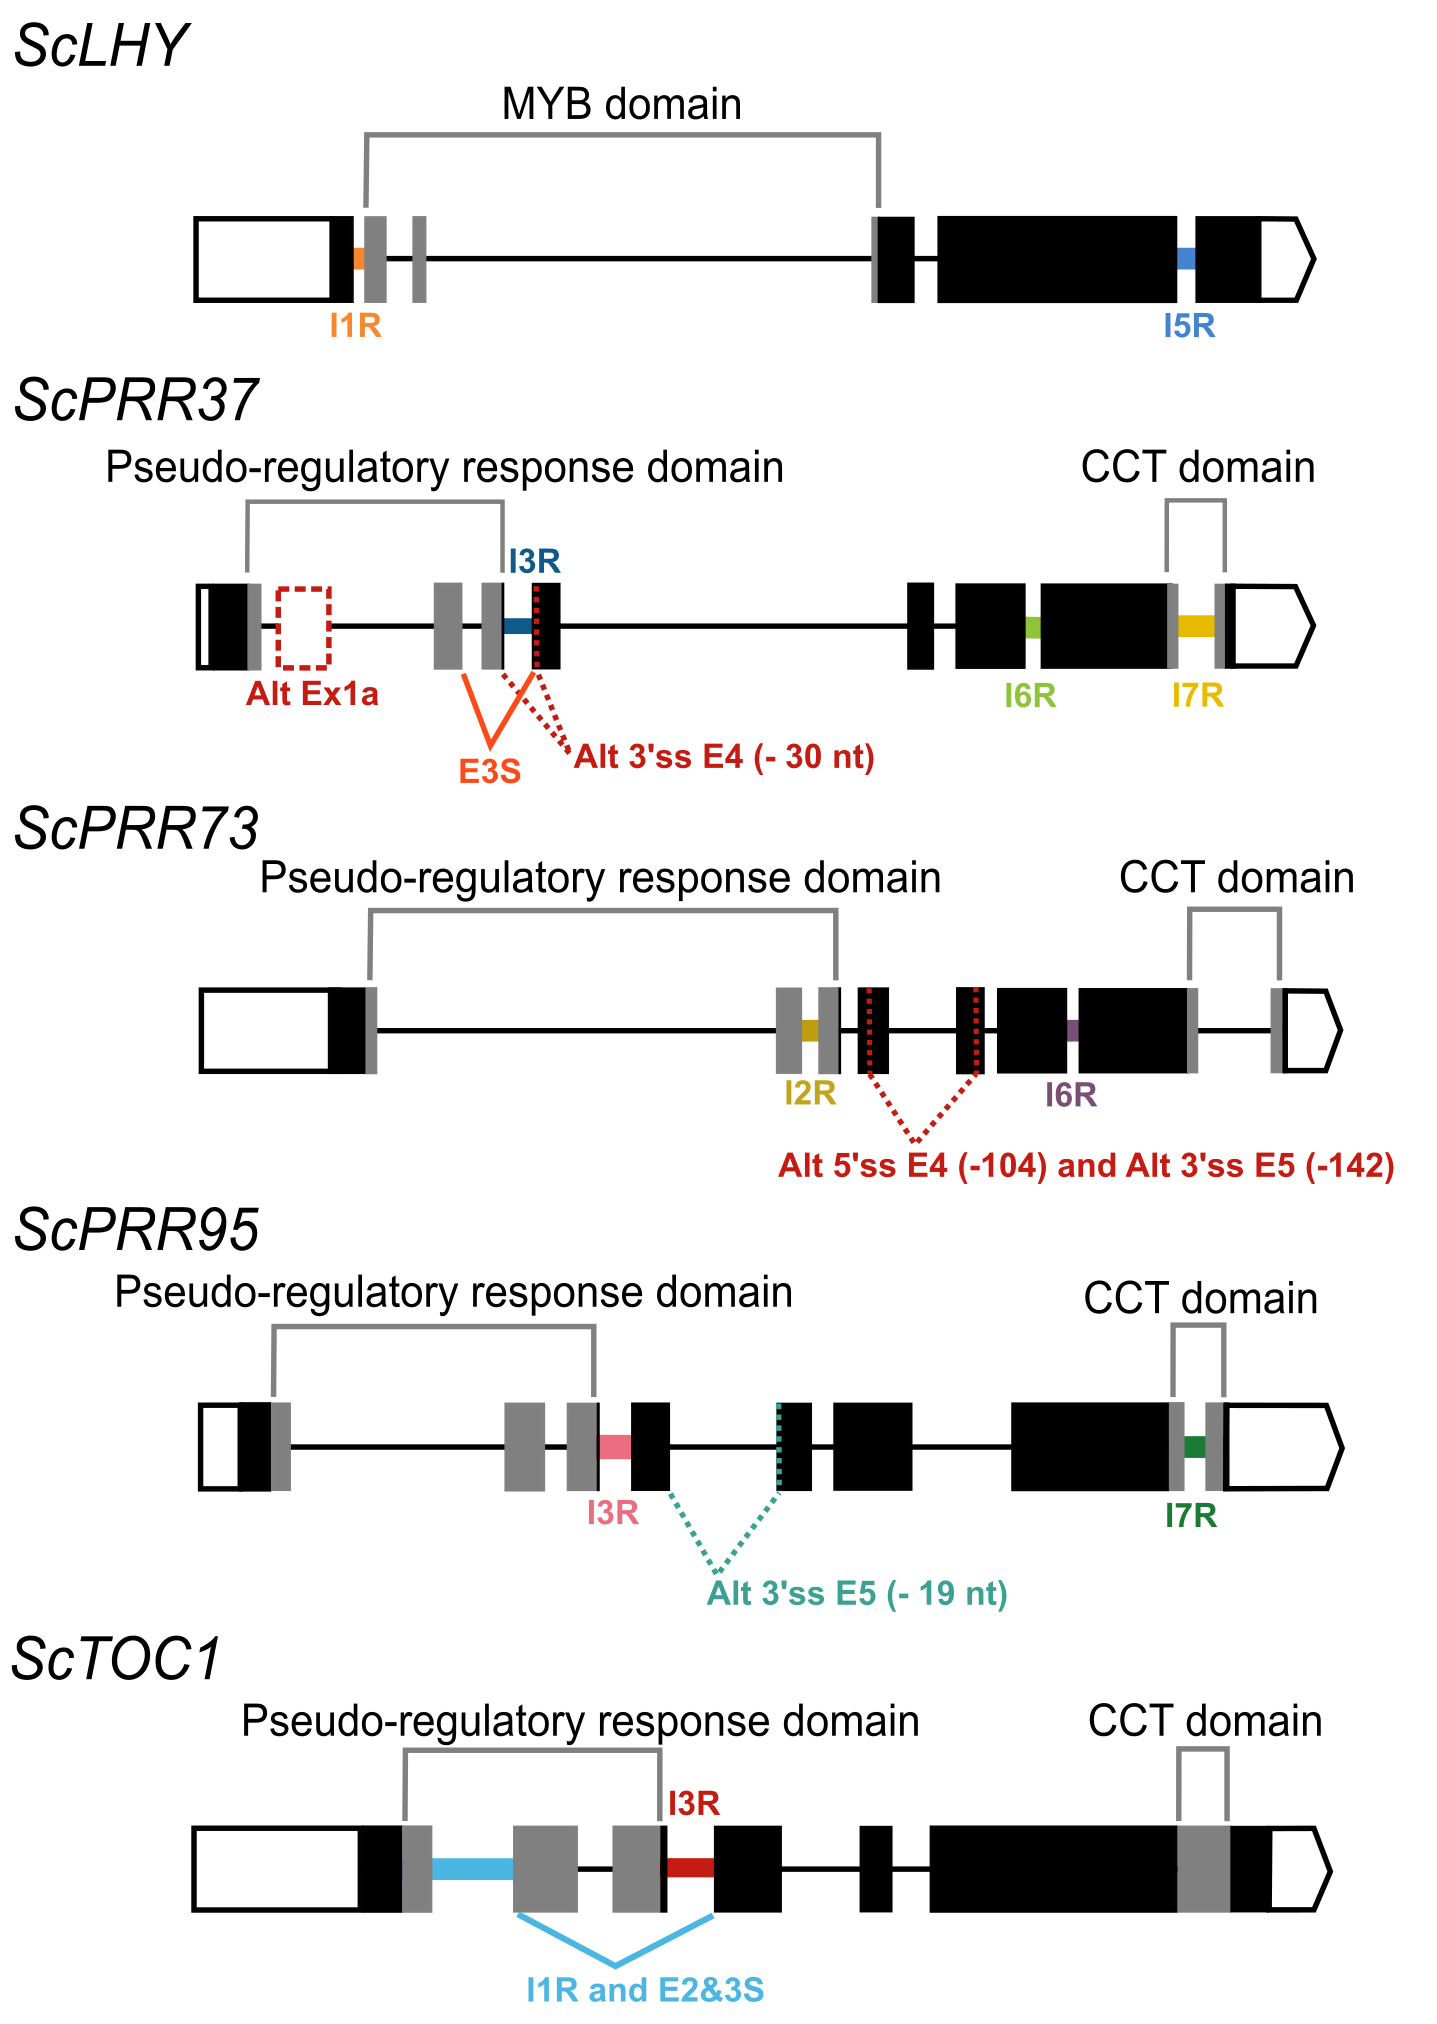 ScLHY
MYB domain
I1R
I5R
ScPRR37
Pseudo-regulatory response domain
CCT domain
I3R
Alt Ex1a
I6R
I7R
E3S
Alt 3'ss E4 (- 30 nt)
ScPRR73
Pseudo-regulatory response domain
CCT domain
I2R
I6R
Alt 5'ss E4 (-104) and Alt 3'ss E5 (-142)
ScPRR95
Pseudo-regulatory response domain
CCT domain
I3R
I7R
Alt 3'ss E5 (- 19 nt)
ScTOC1
Pseudo-regulatory response domain
CCT domain
I3R
I1R and E2&3S